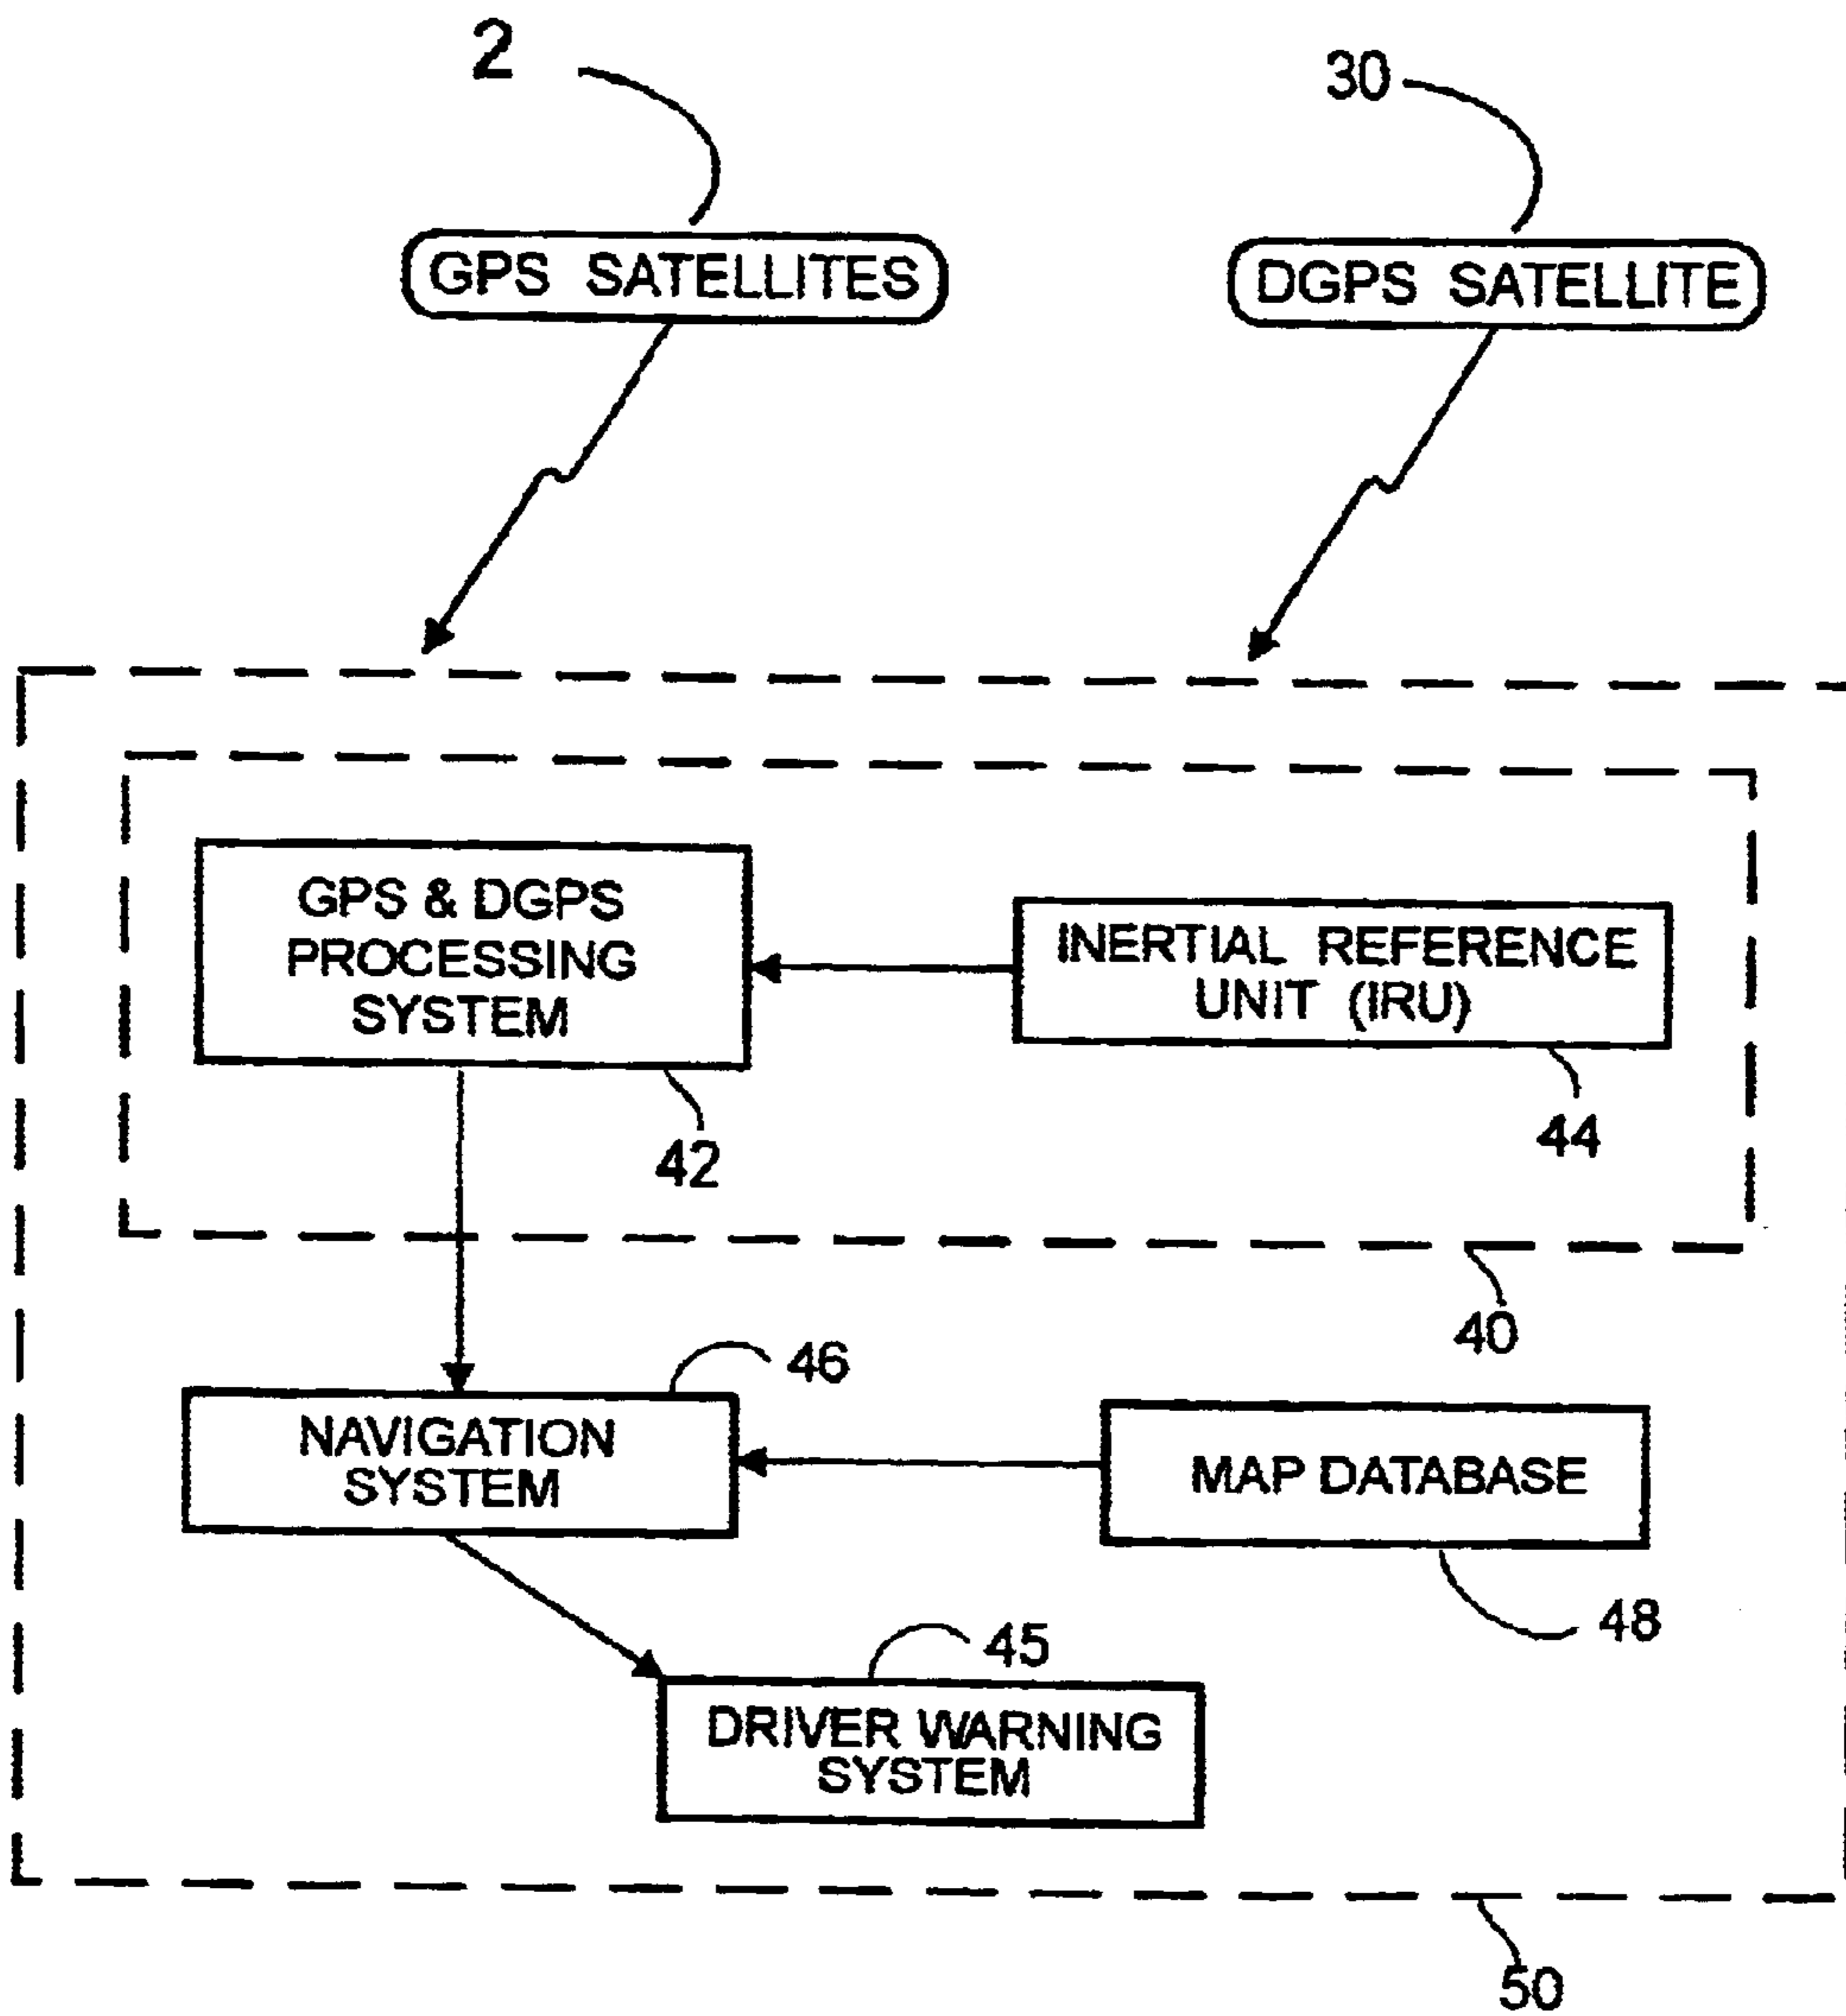 2
30
GPS SATELLITES
DGPS SATELLITE
GPS & DGPS
PROCESSING
SYSTEM
INERTIAL REFERENCE
UNIT (IRU)
42
44
40
46
NAVIGATION
SYSTEM
MAP DATABASE
48
45
DRIVER WARNING
SYSTEM
50